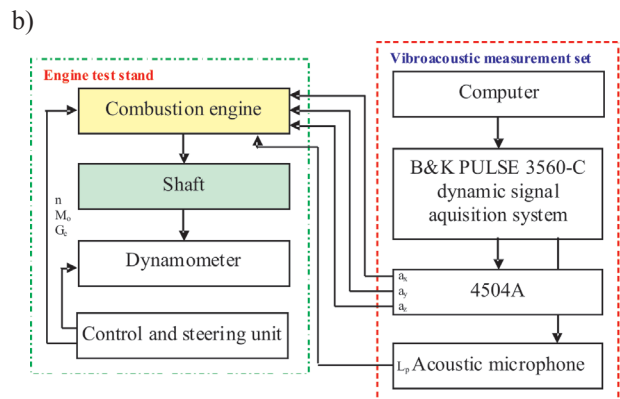 b)
Engine test stand
Combustion engine
Shaft
n
Mo
Ge
Dynamometer
Control and steering unit
Vibroacoustic measurement set
Computer
B&K PULSE 3560-C
dynamic signal
aquisition system
ax
ay
az
4504A
Lp Acoustic microphone